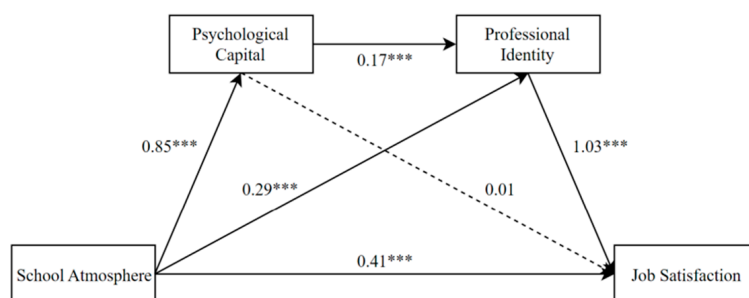 Psychological
Capital
Professional
Identity
0.17***
0.85***
1.03***
0.29***
0.01
0.41***
School Atmosphere
Job Satisfaction